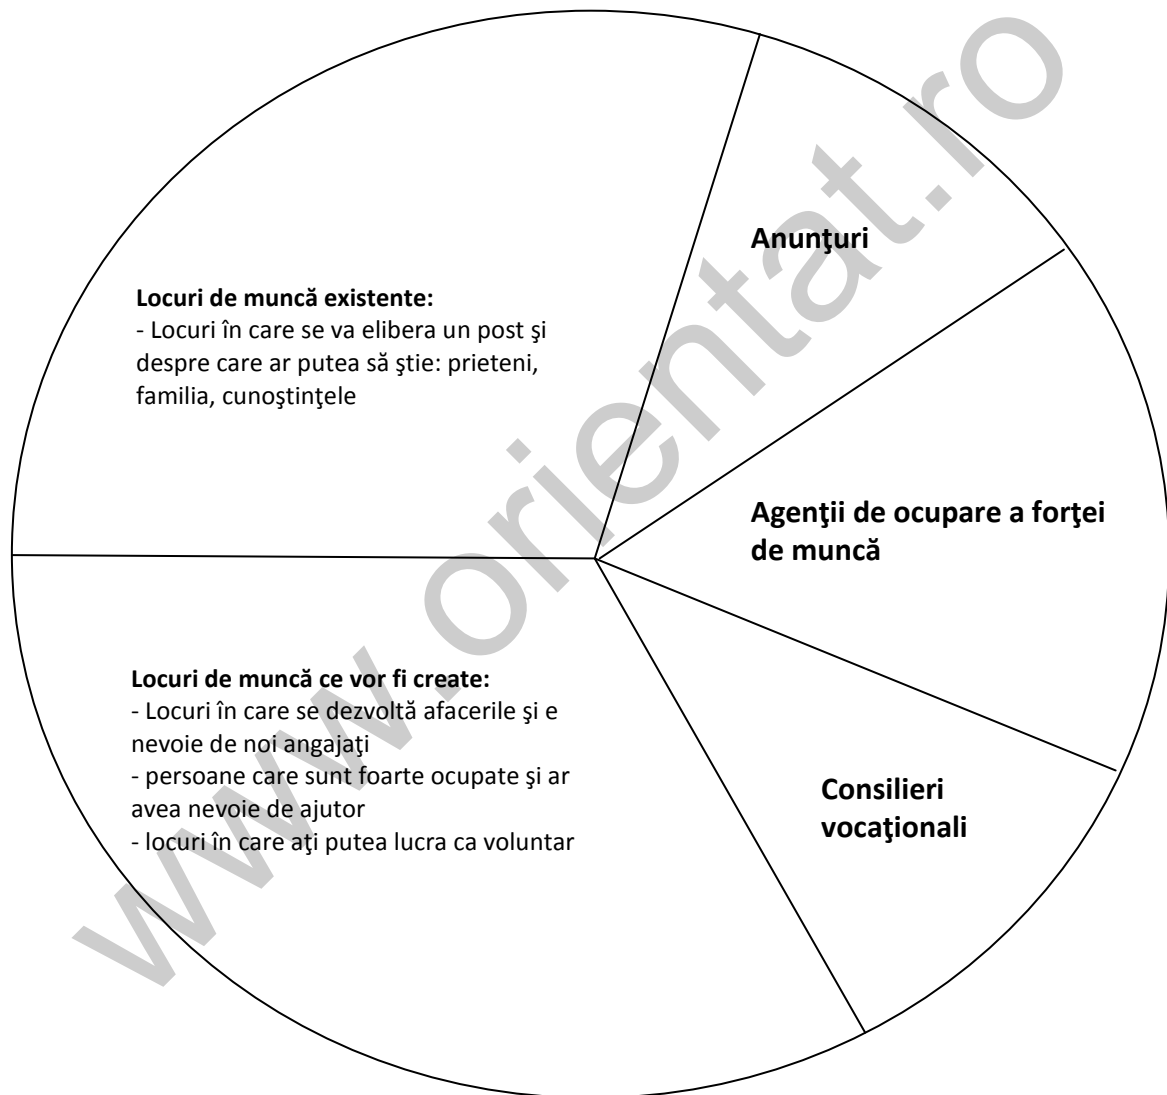 Anunţuri
Locuri de muncă existente:
- Locuri în care se va elibera un post şi
despre care ar putea să ştie: prieteni,
familia, cunoştinţele
Agenţii de ocupare a forţei
de muncă
Locuri de muncă ce vor fi create:
- Locuri în care se dezvoltă afacerile şi e
nevoie de noi angajaţi
- persoane care sunt foarte ocupate şi ar
avea nevoie de ajutor
- locuri în care aţi putea lucra ca voluntar
Consilieri
vocaţionali
www.orientat.ro